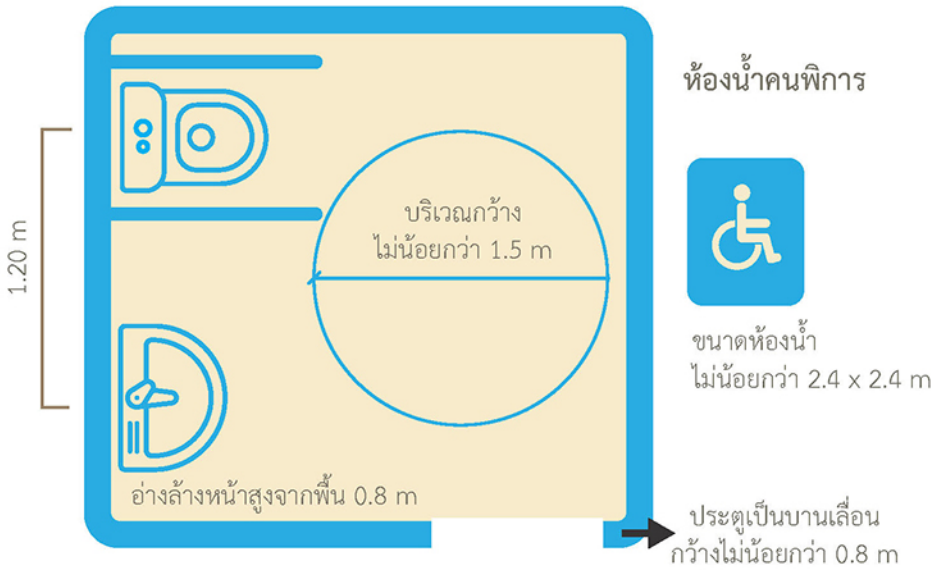 ห้องน้ำคนพิการ
1.20 m
บริเวณกว้าง
ไม่น้อยกว่า 1.5 m
ขนาดห้องน้ำ
ไม่น้อยกว่า 2.4 x 2.4 m
อ่างล้างหน้าสูงจากพื้น 0.8 m
ประตูเป็นบานเลื่อน
กว้างไม่น้อยกว่า 0.8 m